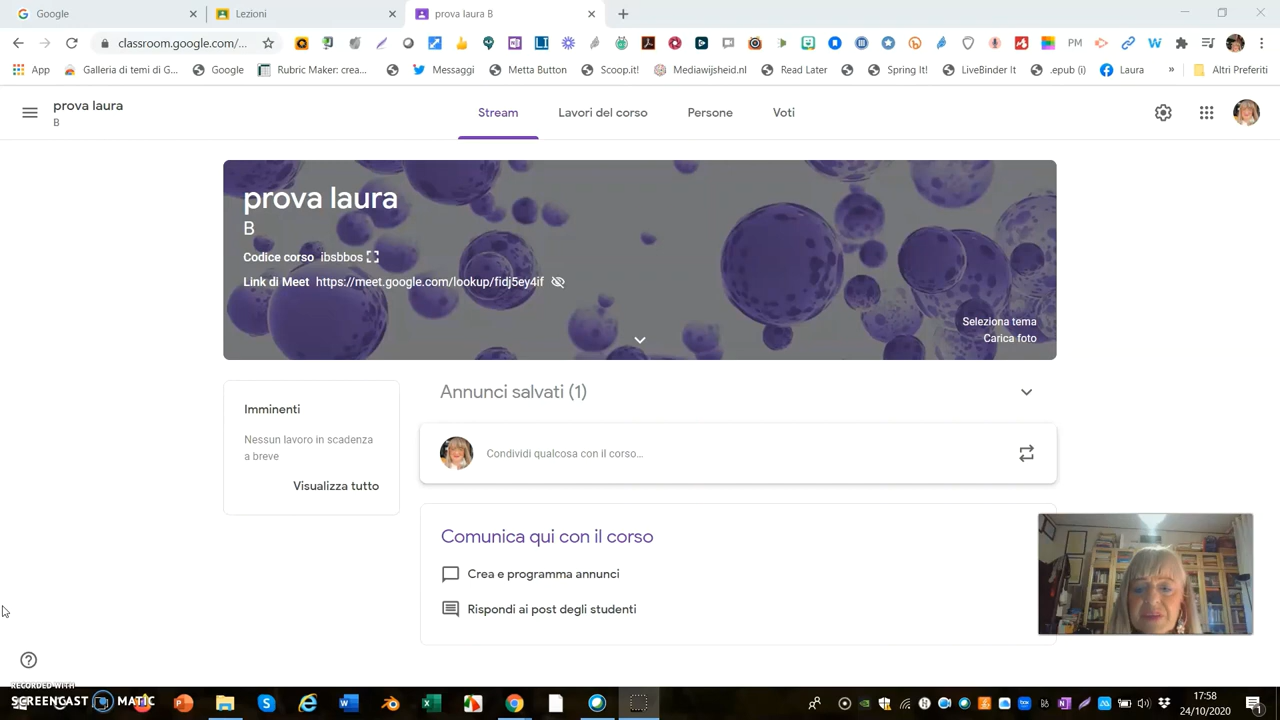 Google
Lezioni
prova laura B
classroom.google.com/...
PM
App
Galleria di temi di G...
Google
Rubric Maker: crea...
Messaggi
Metta Button
Scoop.it!
Mediawijsheid.nl
Read Later
Spring It!
LiveBinder It
.epub (i)
Laura
»
Altri Preferiti
prova laura
B
Stream
Lavori del corso
Persone
Voti
prova laura
B
Codice corso ibsbbos
Link di Meet https://meet.google.com/lookup/fidj5ey4if
Seleziona tema
Carica foto
Imminenti
Nessun lavoro in scadenza
a breve
Visualizza tutto
Annunci salvati (1)
Condividi qualcosa con il corso...
Comunica qui con il corso
Crea e programma annunci
Rispondi ai post degli studenti
RECORDED WITH
SCREENCAST MATIC
17:58
24/10/2020